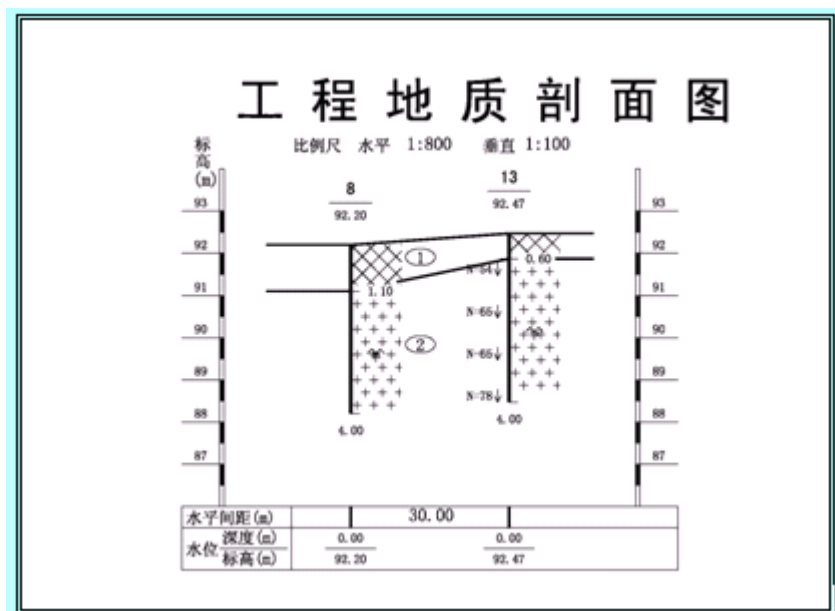 工程地质剖面图
比例尺 水平 1:800 垂直 1:100
标高(m)
8
92.20
13
92.47
93 93
92 92
91 91
90 90
89 89
88 88
87 87
①
0.60
N=54↓
1.10
N=65↓
②
N=65↓
N=78↓
4.00 4.00
水平间距(m) 30.00
水位 深度(m) 0.00 0.00
标高(m) 92.20 92.47